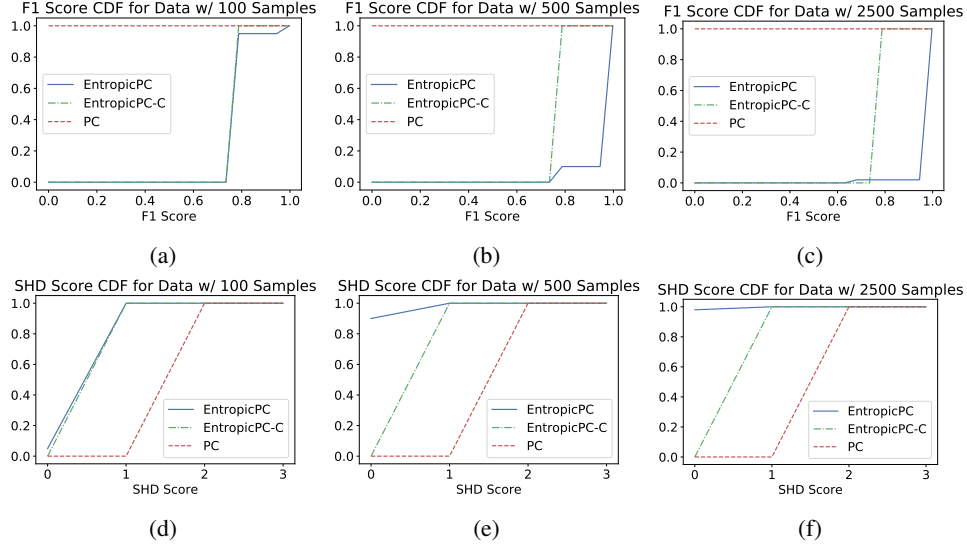 F1 Score CDF for Data w/ 100 Samples
1.0
0.8
0.6
0.4
0.2
0.0
EntropicPC
EntropicPC-C
PC
0.0 0.2 0.4 0.6 0.8 1.0
F1 Score
(a)
F1 Score CDF for Data w/ 500 Samples
1.0
0.8
0.6
0.4
0.2
0.0
EntropicPC
EntropicPC-C
PC
0.0 0.2 0.4 0.6 0.8 1.0
F1 Score
(b)
F1 Score CDF for Data w/ 2500 Samples
1.0
0.8
0.6
0.4
0.2
0.0
EntropicPC
EntropicPC-C
PC
0.0 0.2 0.4 0.6 0.8 1.0
F1 Score
(c)
SHD Score CDF for Data w/ 100 Samples
1.0
0.8
0.6
0.4
0.2
0.0
EntropicPC
EntropicPC-C
PC
0 1 2 3
SHD Score
(d)
SHD Score CDF for Data w/ 500 Samples
1.0
0.8
0.6
0.4
0.2
0.0
EntropicPC
EntropicPC-C
PC
0 1 2 3
SHD Score
(e)
SHD Score CDF for Data w/ 2500 Samples
1.0
0.8
0.6
0.4
0.2
0.0
EntropicPC
EntropicPC-C
PC
0 1 2 3
SHD Score
(f)